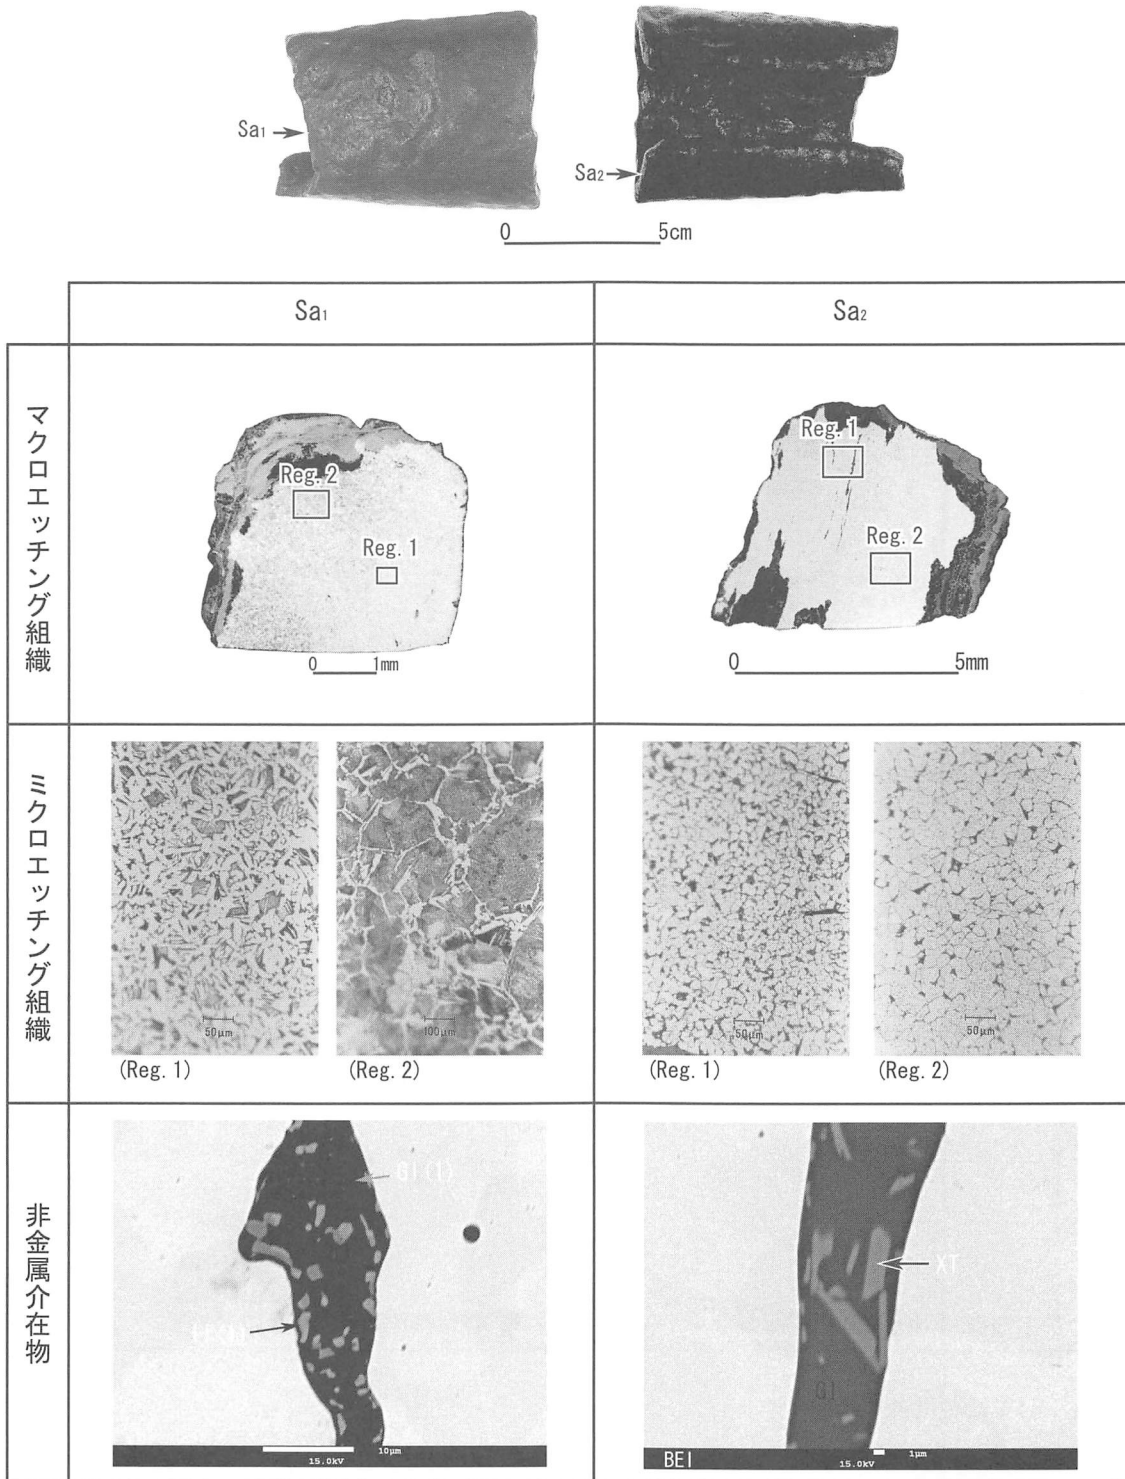 Sa₁
Sa₂
0 5cm
Sa₁ Sa₂
マクロエッチング組織
Reg. 2
Reg. 1
0 1mm
Reg. 1
Reg. 2
0 5mm
ミクロエッチング組織
50μm
(Reg. 1)
100μm
(Reg. 2)
50μm
(Reg. 1)
50μm
(Reg. 2)
非金属介在物
10μm
15.0kV
XT
Gl
BEI
1μm
15.0kV